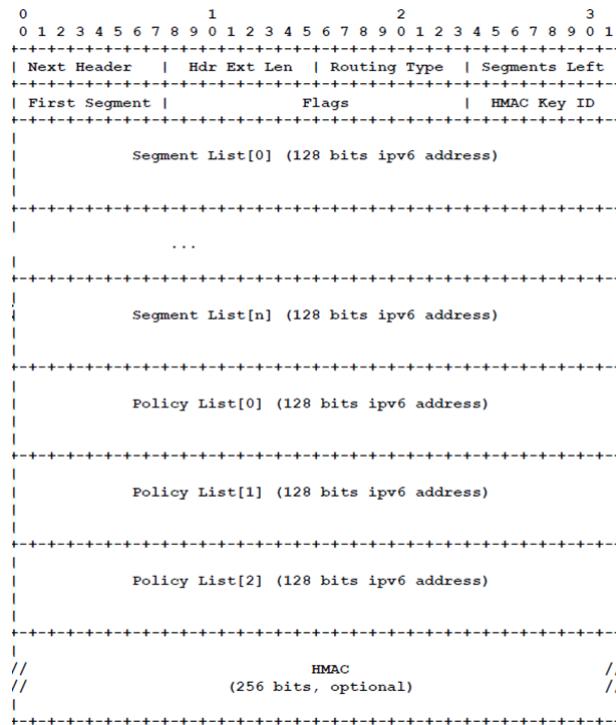 0 1 2 3
0 1 2 3 4 5 6 7 8 9 0 1 2 3 4 5 6 7 8 9 0 1 2 3 4 5 6 7 8 9 0 1
+-+-+-+-+-+-+-+-+-+-+-+-+-+-+-+-+-+-+-+-+-+-+-+-+-+-+-+-+-+-+-+-
| Next Header | Hdr Ext Len | Routing Type | Segments Left
+-+-+-+-+-+-+-+-+-+-+-+-+-+-+-+-+-+-+-+-+-+-+-+-+-+-+-+-+-+-+-+-
| First Segment | Flags | HMAC Key ID
+-+-+-+-+-+-+-+-+-+-+-+-+-+-+-+-+-+-+-+-+-+-+-+-+-+-+-+-+-+-+-+-
|
| Segment List[0] (128 bits ipv6 address)
|
|
+-+-+-+-+-+-+-+-+-+-+-+-+-+-+-+-+-+-+-+-+-+-+-+-+-+-+-+-+-+-+-+-
|
...
|
+-+-+-+-+-+-+-+-+-+-+-+-+-+-+-+-+-+-+-+-+-+-+-+-+-+-+-+-+-+-+-+-
|
| Segment List[n] (128 bits ipv6 address)
|
|
+-+-+-+-+-+-+-+-+-+-+-+-+-+-+-+-+-+-+-+-+-+-+-+-+-+-+-+-+-+-+-+-
|
| Policy List[0] (128 bits ipv6 address)
|
|
+-+-+-+-+-+-+-+-+-+-+-+-+-+-+-+-+-+-+-+-+-+-+-+-+-+-+-+-+-+-+-+-
|
| Policy List[1] (128 bits ipv6 address)
|
|
+-+-+-+-+-+-+-+-+-+-+-+-+-+-+-+-+-+-+-+-+-+-+-+-+-+-+-+-+-+-+-+-
|
| Policy List[2] (128 bits ipv6 address)
|
|
+-+-+-+-+-+-+-+-+-+-+-+-+-+-+-+-+-+-+-+-+-+-+-+-+-+-+-+-+-+-+-+-
|
// HMAC //
// (256 bits, optional) //
|
+-+-+-+-+-+-+-+-+-+-+-+-+-+-+-+-+-+-+-+-+-+-+-+-+-+-+-+-+-+-+-+-